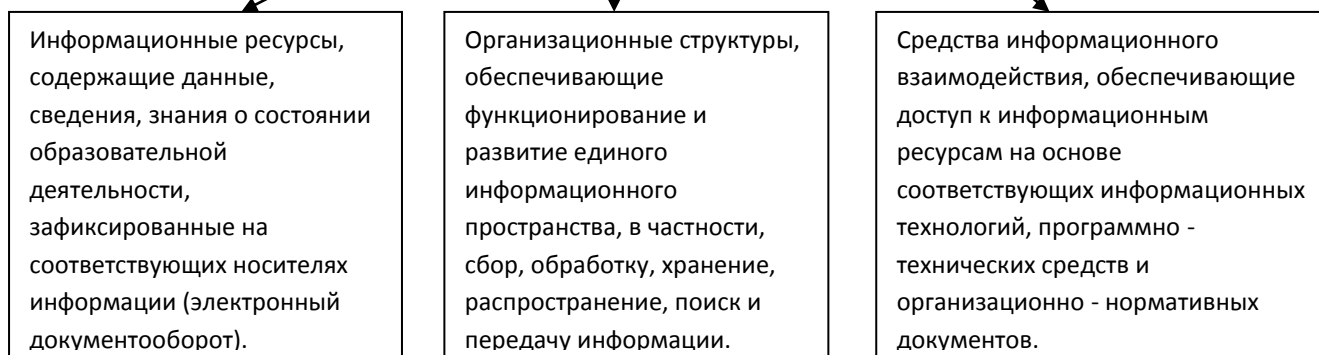 Информационные ресурсы,
содержащие данные,
сведения, знания о состоянии
образовательной
деятельности,
зафиксированные на
соответствующих носителях
информации (электронный
документооборот).
Организационные структуры,
обеспечивающие
функционирование и
развитие единого
информационного
пространства, в частности,
сбор, обработку, хранение,
распространение, поиск и
передачу информации.
Средства информационного
взаимодействия, обеспечивающие
доступ к информационным
ресурсам на основе
соответствующих информационных
технологий, программно -
технических средств и
организационно - нормативных
документов.